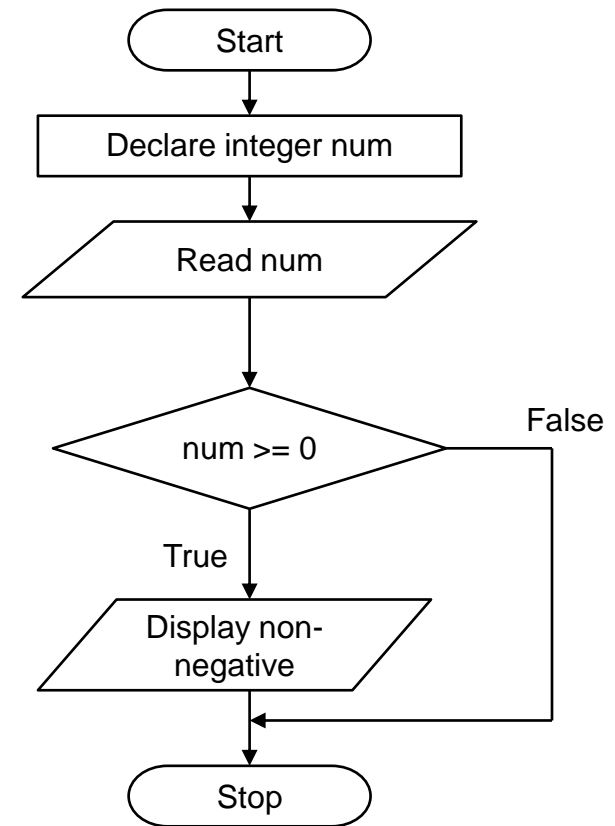 Start
Declare integer num
Read num
num >= 0
False
True
Display non-
negative
Stop